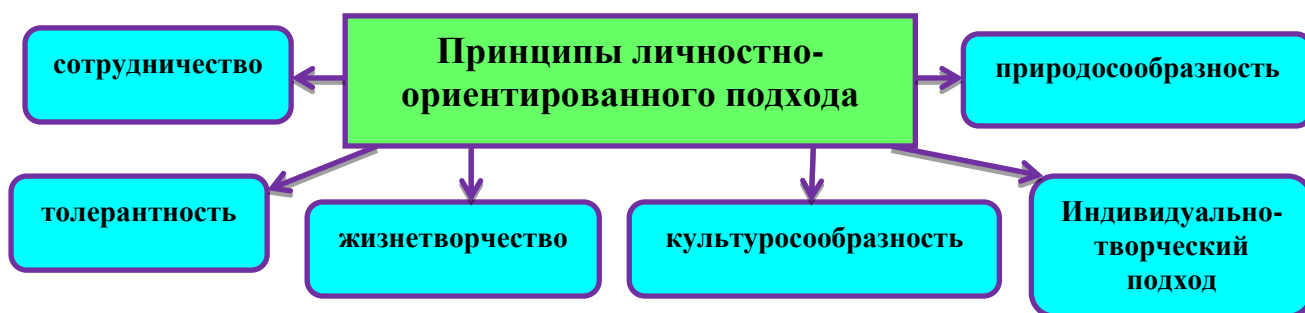 Принципы личностно-
ориентированного подхода
сотрудничество
природосообразность
толерантность
жизнетворчество
культуросообразность
Индивидуально-
творческий
подход